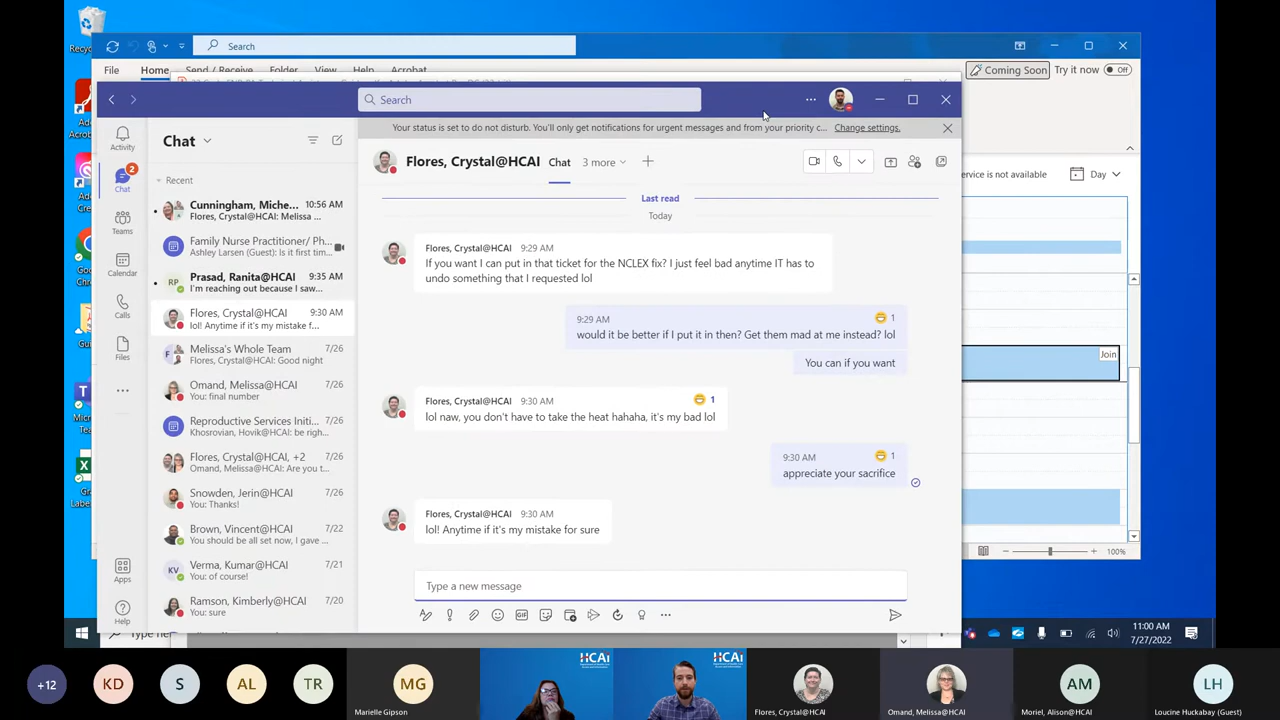 Search
File
Home
Send / Receive
Folder
View
Help
Acrobat
Coming Soon
Try it now
Off
Search
Your status is set to do not disturb. You'll only get notifications for urgent messages and from your priority c...
Change settings.
Activity
2
Chat
Teams
Calendar
Calls
Files
Apps
Help
Chat
Recent
Cunningham, Miche...
10:56 AM
Flores, Crystal@HCAI: Melissa ...
Family Nurse Practitioner/ Ph...
Ashley Larsen (Guest): Is it first tim...
RP
Prasad, Ranita@HCAI
9:35 AM
I'm reaching out because I saw...
Flores, Crystal@HCAI
9:30 AM
lol! Anytime if it's my mistake f...
F
Melissa's Whole Team
7/26
Flores, Crystal@HCAI: Good night
Omand, Melissa@HCAI
7/26
You: final number
Reproductive Services Initi...
7/26
Khosrovian, Hovik@HCAI: be righ...
Flores, Crystal@HCAI, +2
7/26
Omand, Melissa@HCAI: Are you t...
Snowden, Jerin@HCAI
7/26
You: Thanks!
Brown, Vincent@HCAI
7/22
You should be all set now, I gave ...
KV
Verma, Kumar@HCAI
7/21
You: of course!
Ramson, Kimberly@HCAI
7/20
You: sure
Flores, Crystal@HCAI
Chat
3 more
Last read
Today
Flores, Crystal@HCAI 9:29 AM
If you want I can put in that ticket for the NCLEX fix? I just feel bad anytime IT has to
undo something that I requested lol
9:29 AM
1
would it be better if I put it in then? Get them mad at me instead? lol
You can if you want
Flores, Crystal@HCAI 9:30 AM
1
lol naw, you don't have to take the heat hahaha, it's my bad lol
9:30 AM
1
appreciate your sacrifice
Flores, Crystal@HCAI 9:30 AM
lol! Anytime if it's my mistake for sure
Type a new message
GIF
ervice is not available
Day
Join
100%
Type he
11:00 AM
7/27/2022
+12
KD
S
AL
TR
MG
Marielle Gipson
HCAi
HCAi
Flores, Crystal@HCAI
Omand, Melissa@HCAI
AM
Moriel, Alison@HCAI
LH
Loucine Huckabay (Guest)